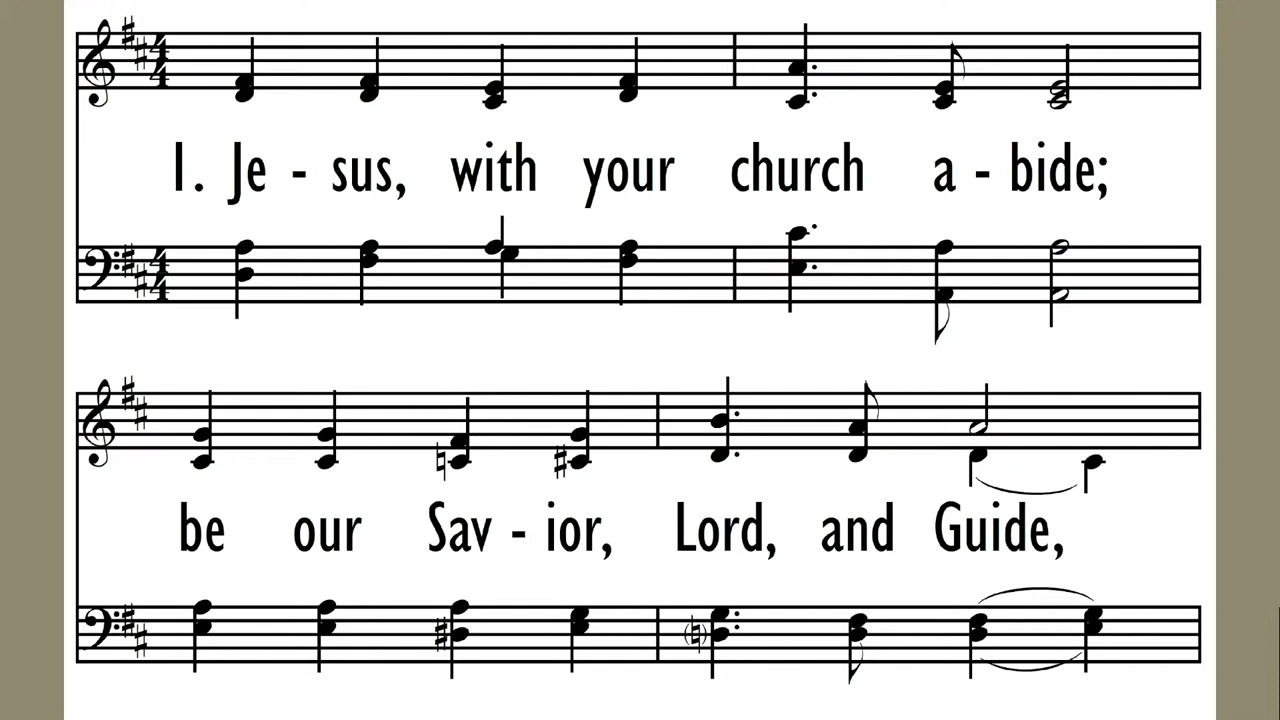 1. Je - sus, with your church a - bide;
be our Sav - ior, Lord, and Guide,